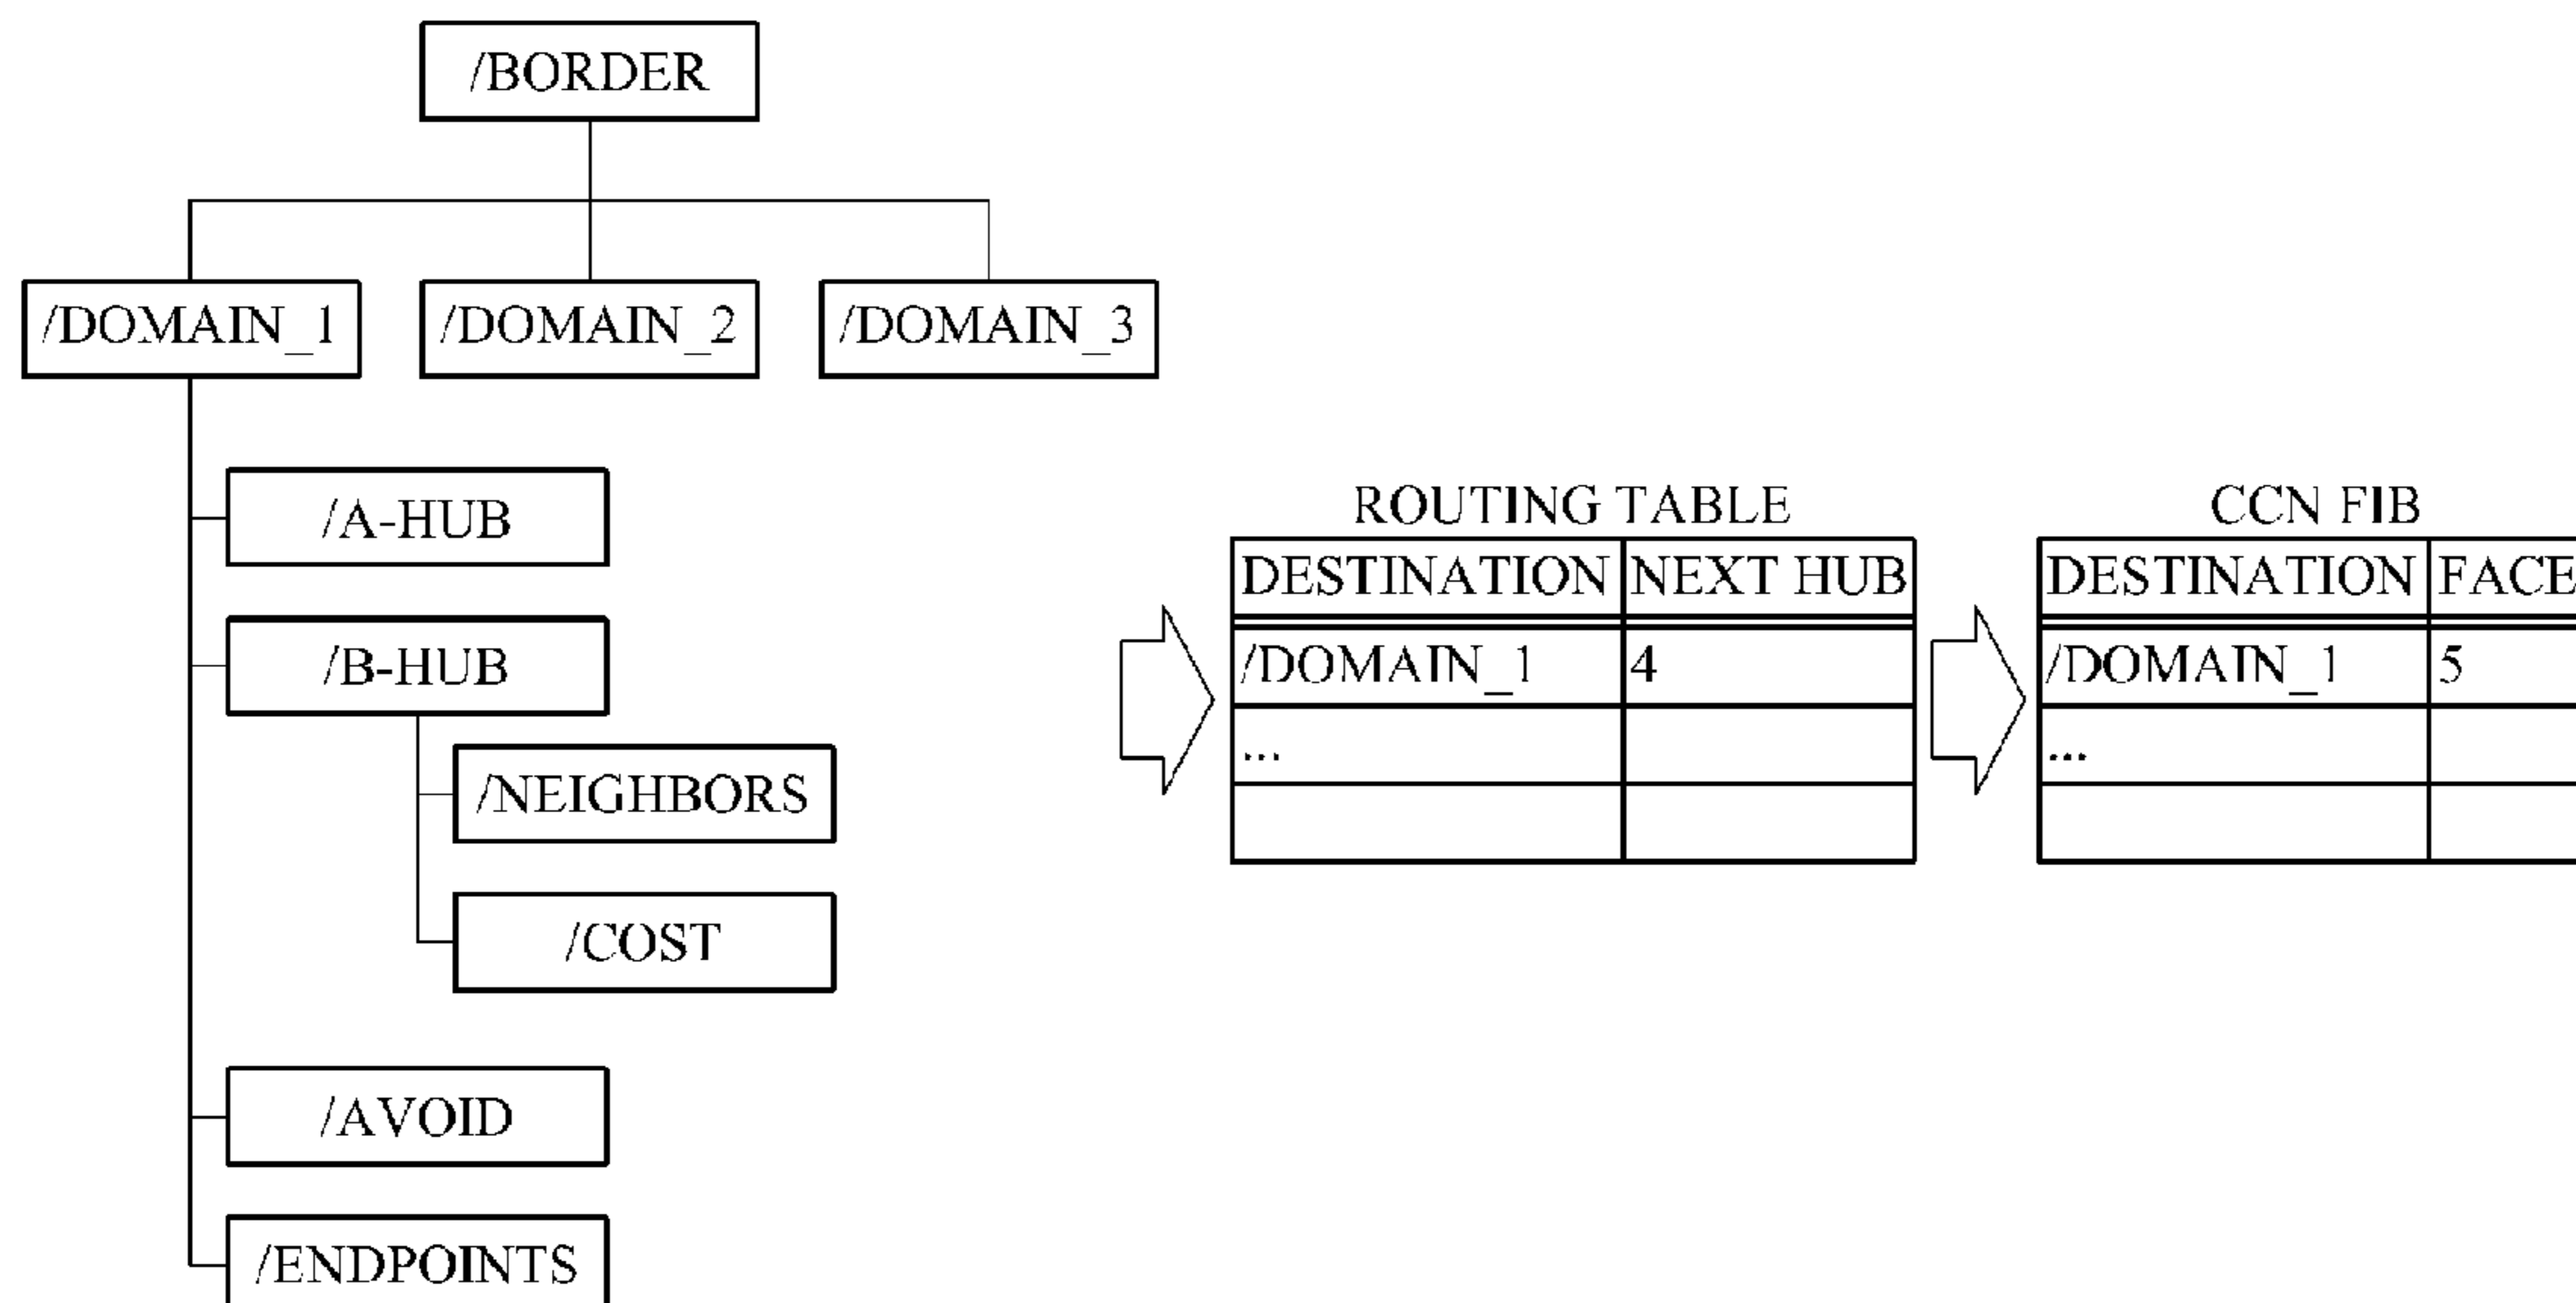 /BORDER
/DOMAIN_1 /DOMAIN_2 /DOMAIN_3
/A-HUB
/B-HUB
/NEIGHBORS
/COST
/AVOID
/ENDPOINTS
ROUTING TABLE
DESTINATION NEXT HUB
/DOMAIN_1 4
...
CCN FIB
DESTINATION FACE
/DOMAIN_1 5
...